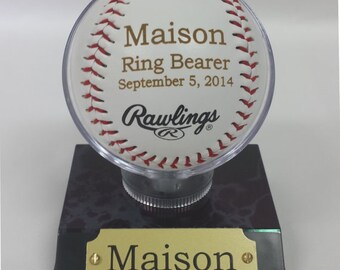 Maison
Ring Bearer
September 5, 2014
Rawlings
R
®
Maison